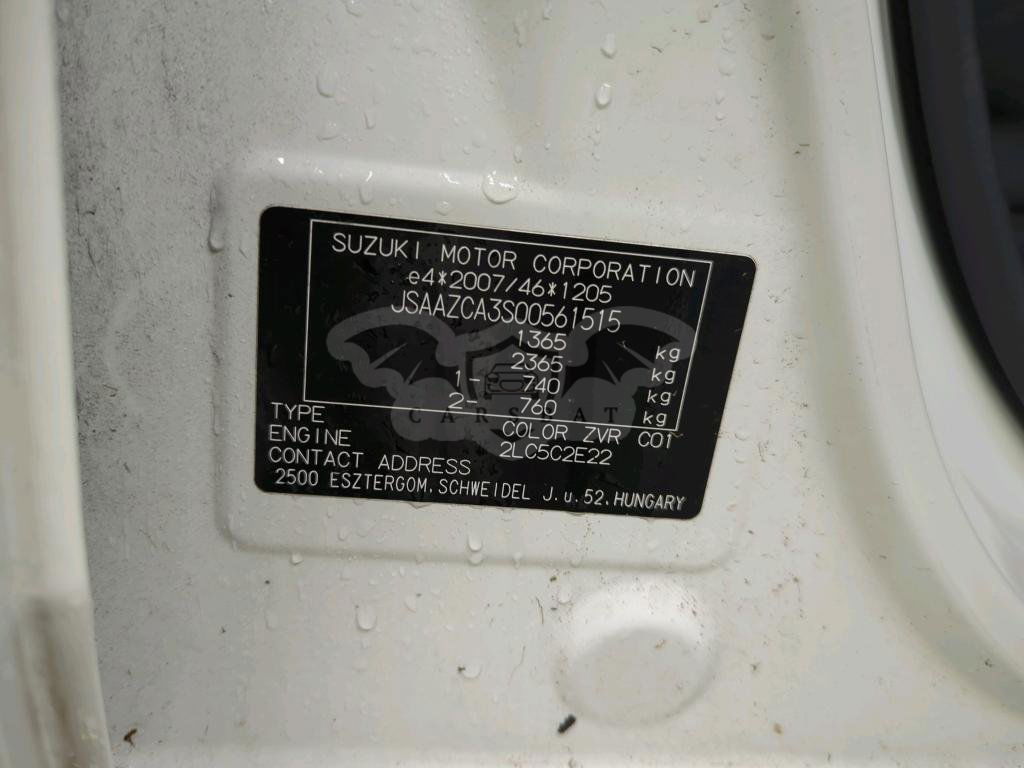 SUZUKI MOTOR CORPORATION
e4*2007/46*1205
JSAAZCA3S00561515
1365 kg
2365 kg
1- 740 kg
2- 760 kg
TYPE COLOR ZVR C01
ENGINE 2LC5C2E22
CONTACT ADDRESS
2500 ESZTERGOM, SCHWEIDEL J. u. 52. HUNGARY